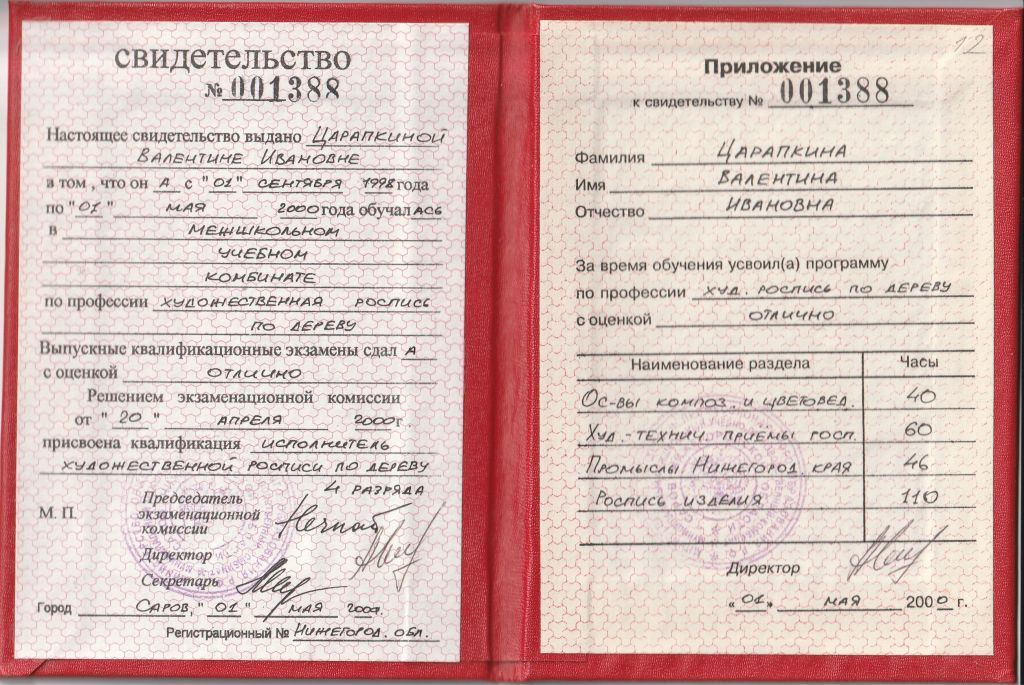 свидетельство
№ 001388
Настоящее свидетельство выдано Царапкиной
Валентине Ивановне
в том, что он а с "01" сентября 1998 года
по "01" мая 2000 года обучалась
в Межшкольном
учебном
комбинате
по профессии художественная роспись
по дереву
Выпускные квалификационные экзамены сдал а
с оценкой отлично
Решением экзаменационной комиссии
от "20" апреля 2000 г.
присвоена квалификация исполнитель
художественной росписи по дереву
4 разряда
Председатель
экзаменационной
комиссии
М. П.
Директор
Секретарь
Город Саров, "01" мая 2000г.
Регистрационный № Нижегород. обл.
12
Приложение
к свидетельству № 001388
Фамилия Царапкина
Имя Валентина
Отчество Ивановна
За время обучения усвоил(а) программу
по профессии худ. роспись по дереву
с оценкой отлично
Наименование раздела Часы
Ос-вы композ. и цветовед. 40
Худ.-технич. приемы росп. 60
Промыслы Нижегород. края 46
Роспись изделия 110
Директор
«01» мая 2000 г.